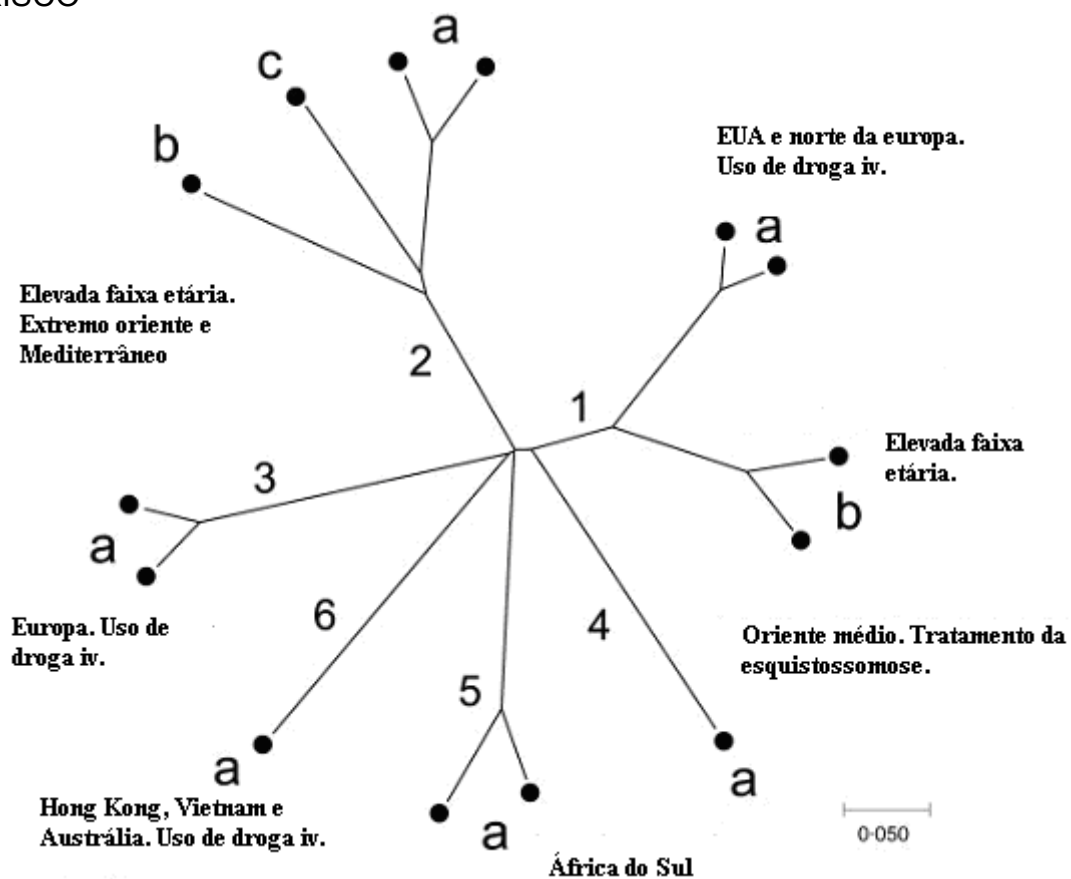 a
c
b
EUA e norte da europa.
Uso de droga iv.
a
Elevada faixa etária.
Extremo oriente e
Mediterrâneo
2
1
Elevada faixa
etária.
b
3
a
Europa. Uso de
droga iv.
6
4
Oriente médio. Tratamento da
esquistossomose.
5
a
Hong Kong, Vietnam e
Austrália. Uso de droga iv.
a
a
0·050
África do Sul